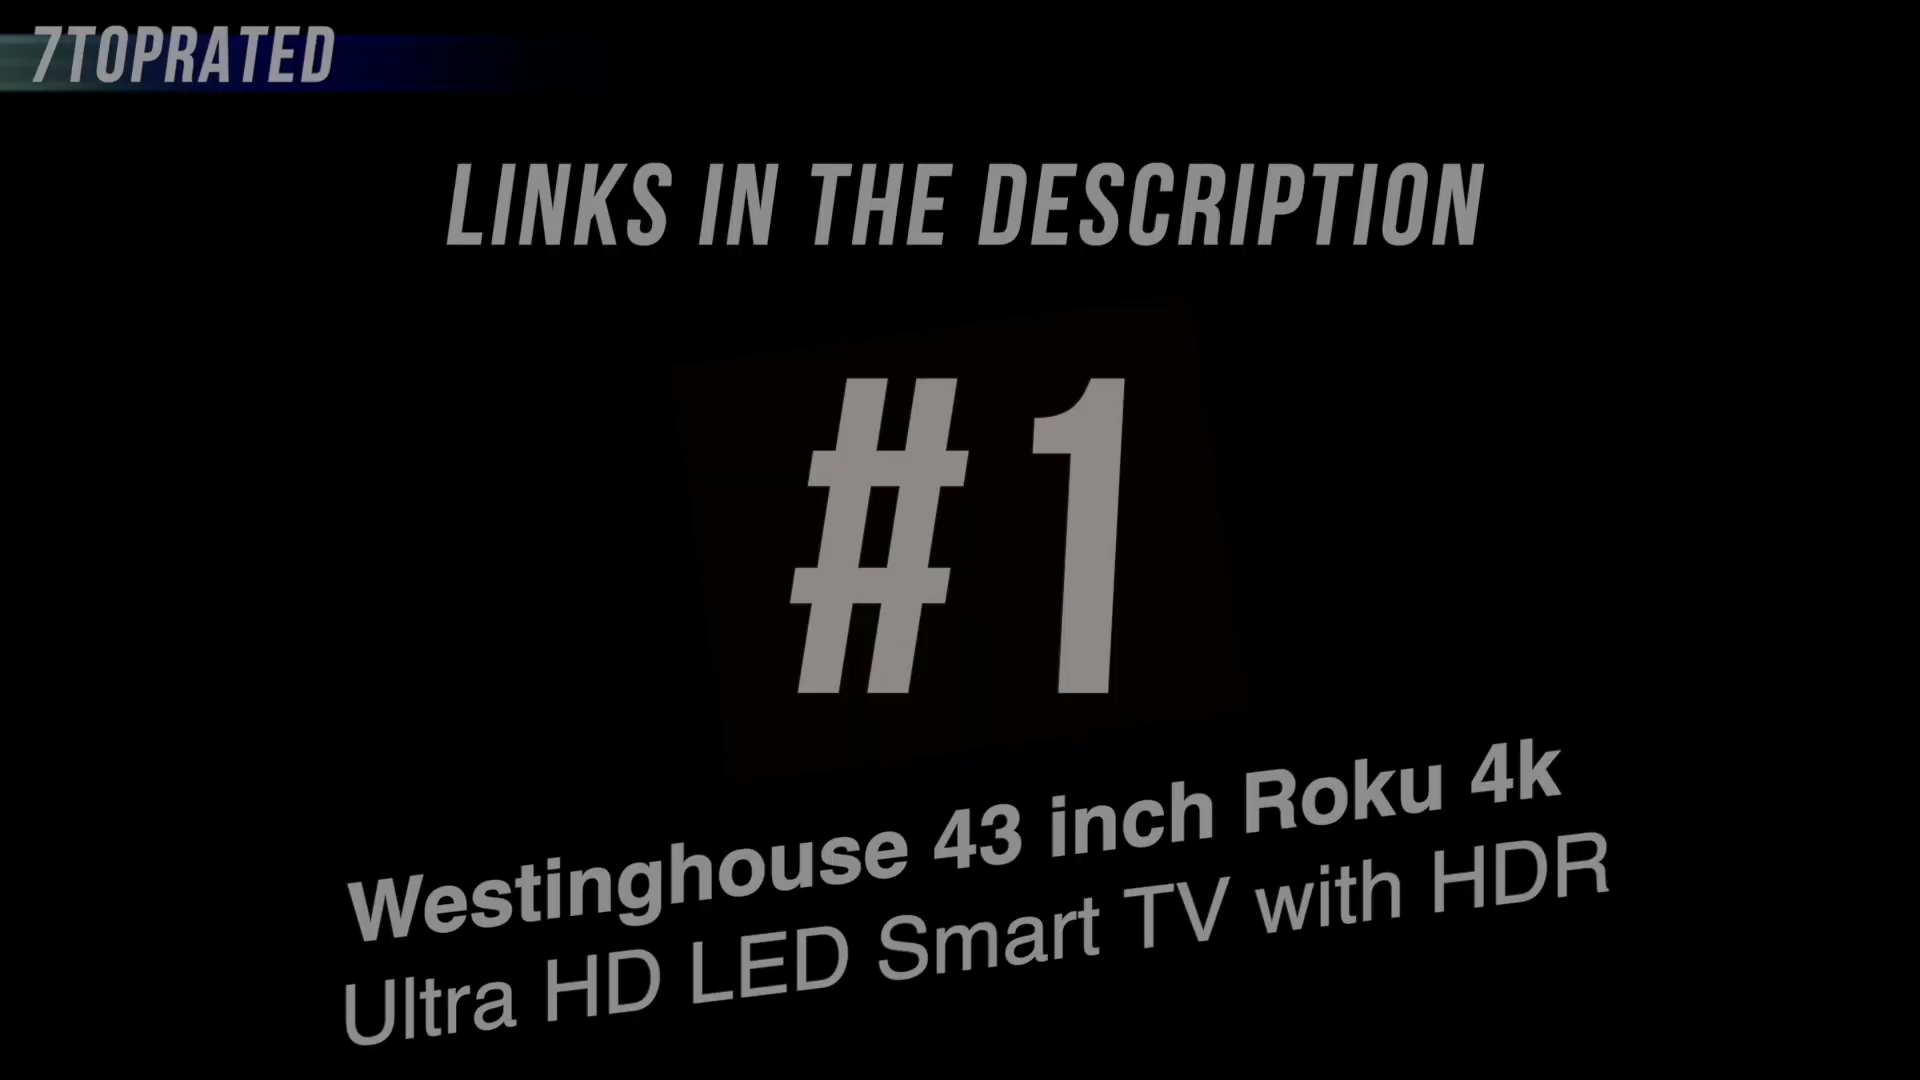 7TOPRATED
LINKS IN THE DESCRIPTION
#1
Westinghouse 43 inch Roku 4k
Ultra HD LED Smart TV with HDR